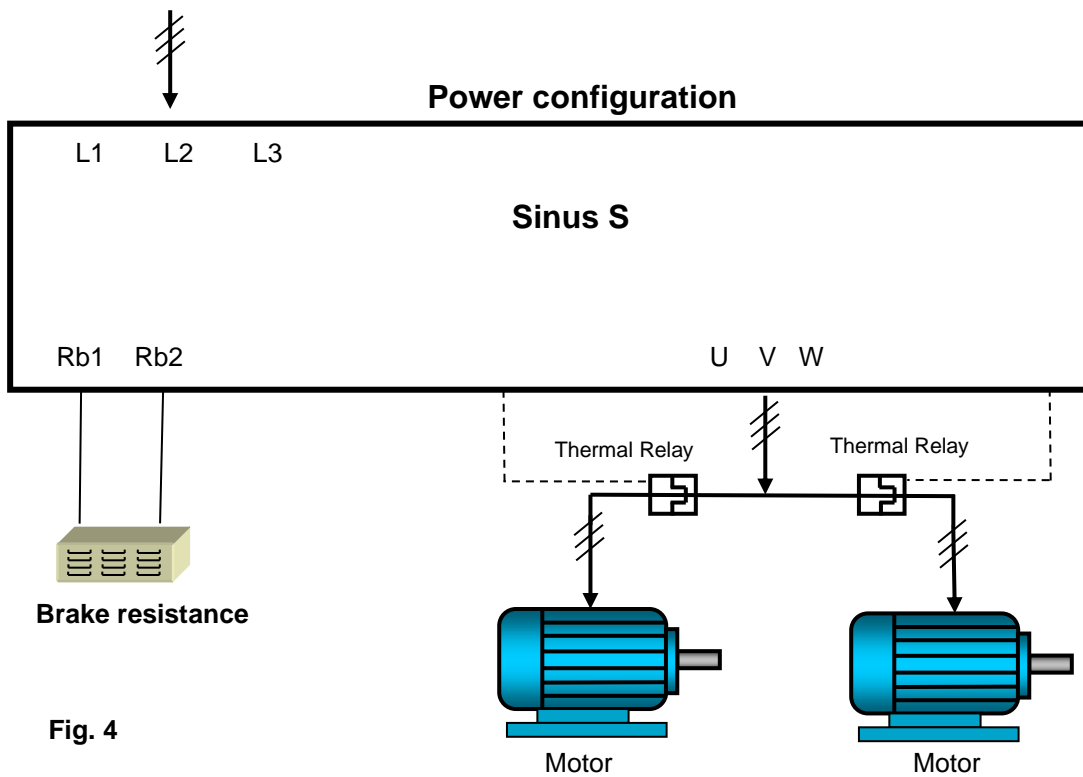 Power configuration
L1 L2 L3
Sinus S
Rb1 Rb2 U V W
Thermal Relay Thermal Relay
Brake resistance
Fig. 4
Motor Motor